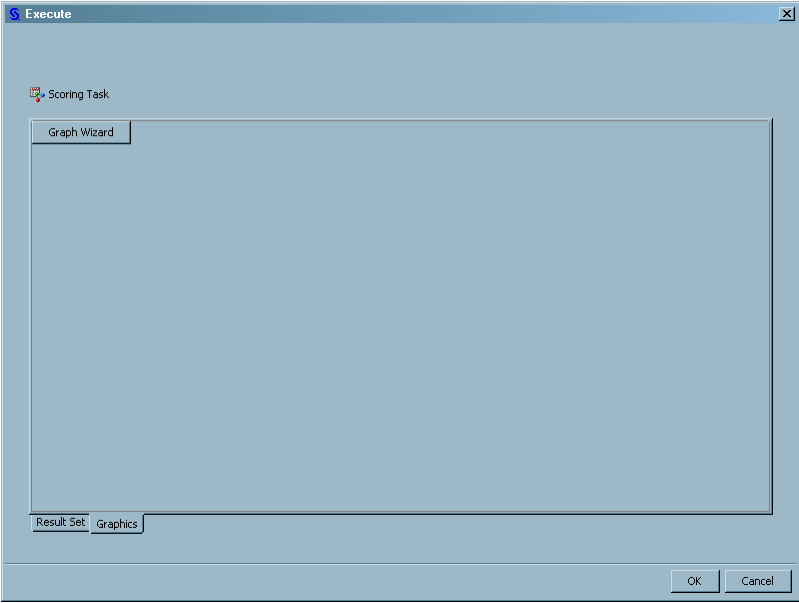 Execute
Scoring Task
Graph Wizard
Result Set Graphics
OK Cancel